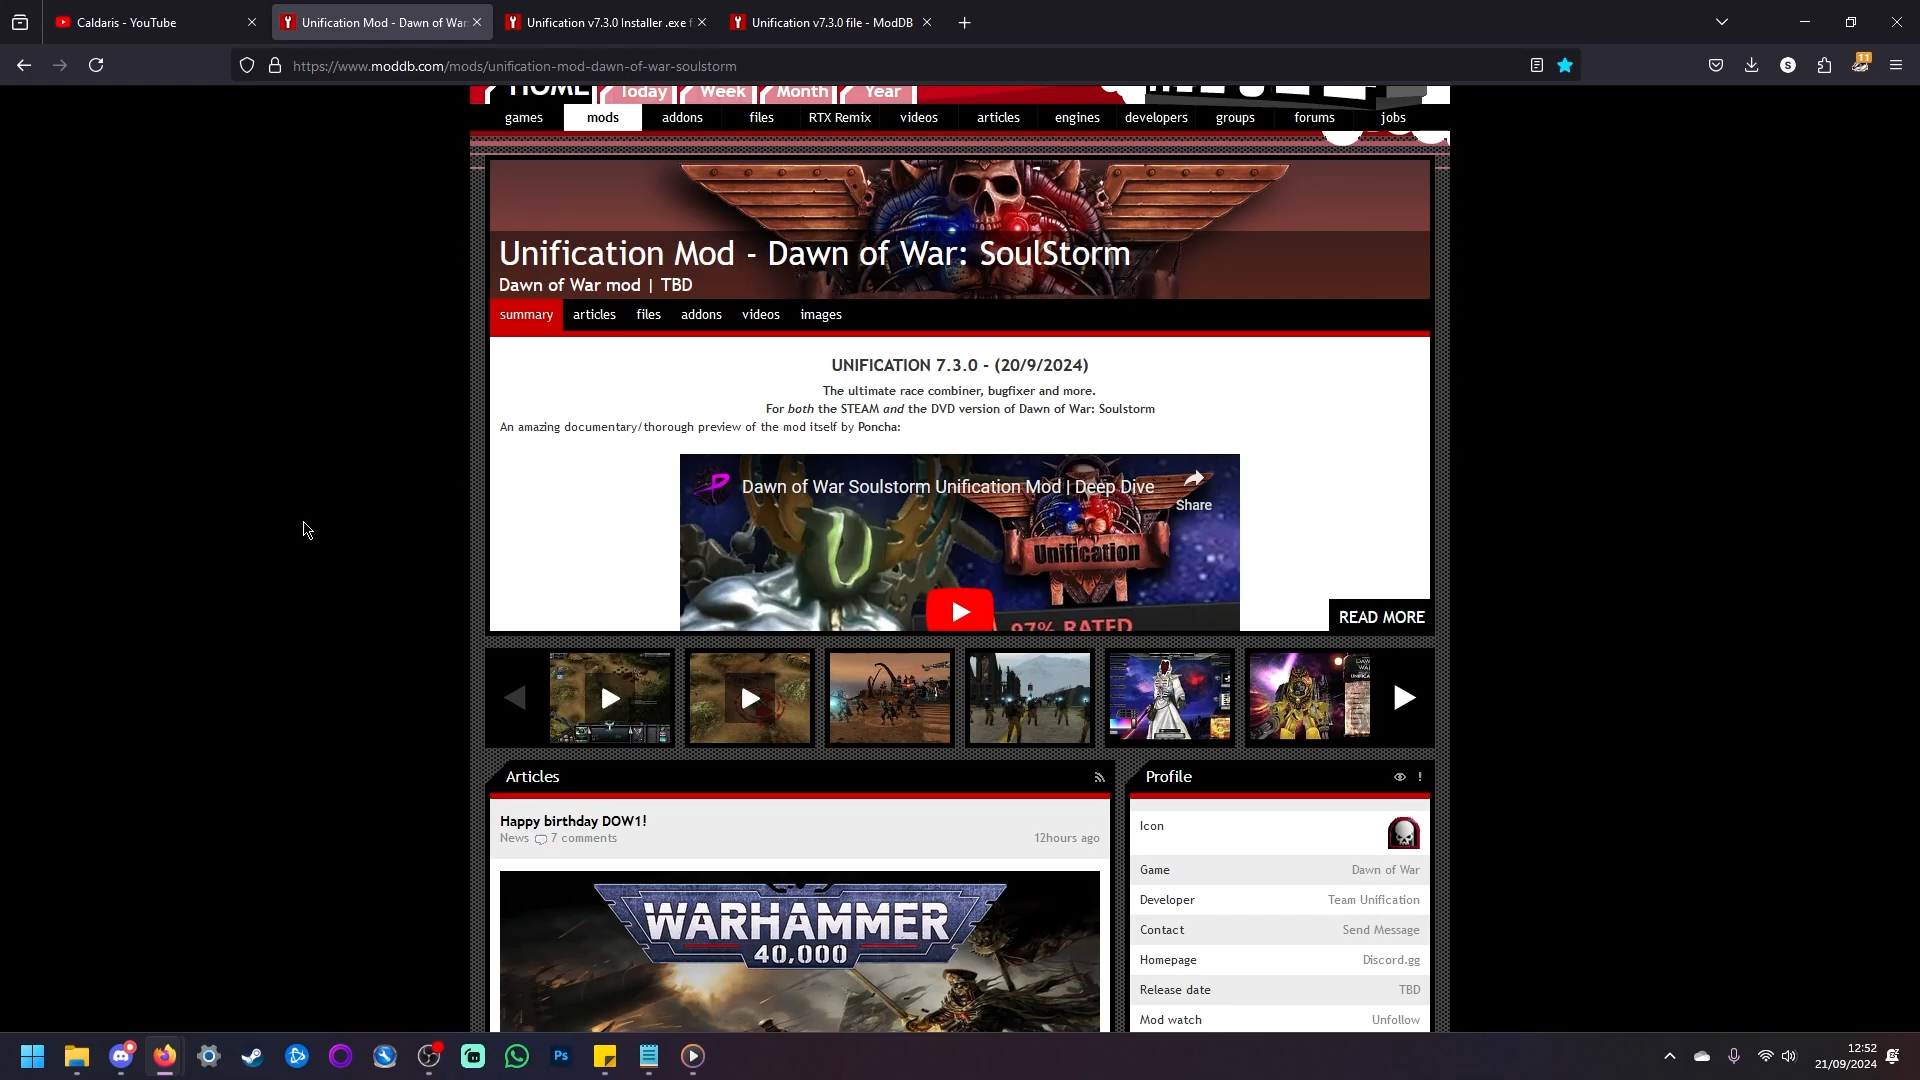 Caldaris - YouTube
Unification Mod - Dawn of War:
Unification v7.3.0 Installer .exe f
Unification v7.3.0 file - ModDB
https://www.moddb.com/mods/unification-mod-dawn-of-war-soulstorm
11
HOME Today Week Month Year
games mods addons files RTX Remix videos articles engines developers groups forums jobs
Unification Mod - Dawn of War: SoulStorm
Dawn of War mod | TBD
summary articles files addons videos images
UNIFICATION 7.3.0 - (20/9/2024)
The ultimate race combiner, bugfixer and more.
For both the STEAM and the DVD version of Dawn of War: Soulstorm
An amazing documentary/thorough preview of the mod itself by Poncha:
Dawn of War Soulstorm Unification Mod | Deep Dive
Share
Unification
97% RATED
READ MORE
Articles
Happy birthday DOW1!
News 7 comments 12hours ago
WARHAMMER
40,000
Profile
Icon
Game Dawn of War
Developer Team Unification
Contact Send Message
Homepage Discord.gg
Release date TBD
Mod watch Unfollow
Ps
12:52
21/09/2024